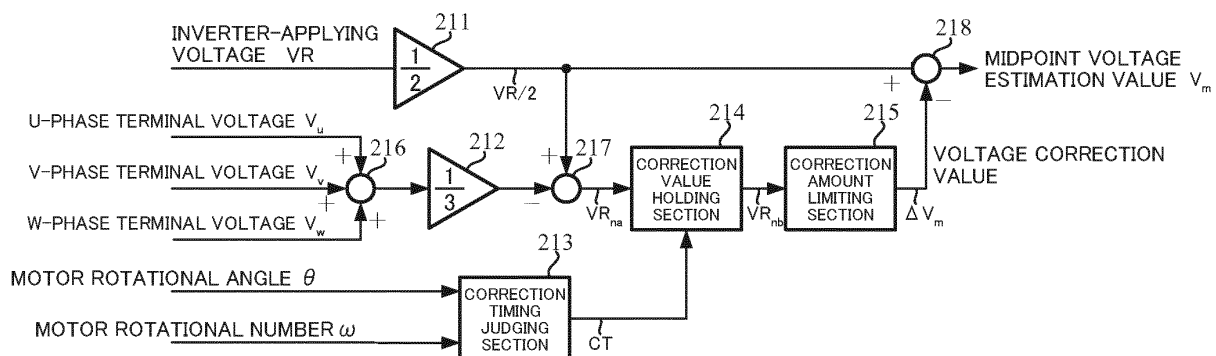 INVERTER-APPLYING
VOLTAGE VR
211
1
2
VR/2
218
+
−
MIDPOINT VOLTAGE
ESTIMATION VALUE Vm
U-PHASE TERMINAL VOLTAGE Vu
V-PHASE TERMINAL VOLTAGE Vv
W-PHASE TERMINAL VOLTAGE Vw
+
+
+
216
212
1
3
+
−
217
VRna
214
CORRECTION
VALUE
HOLDING
SECTION
VRnb
215
CORRECTION
AMOUNT
LIMITING
SECTION
VOLTAGE CORRECTION
VALUE
ΔVm
MOTOR ROTATIONAL ANGLE θ
MOTOR ROTATIONAL NUMBER ω
213
CORRECTION
TIMING
JUDGING
SECTION
CT